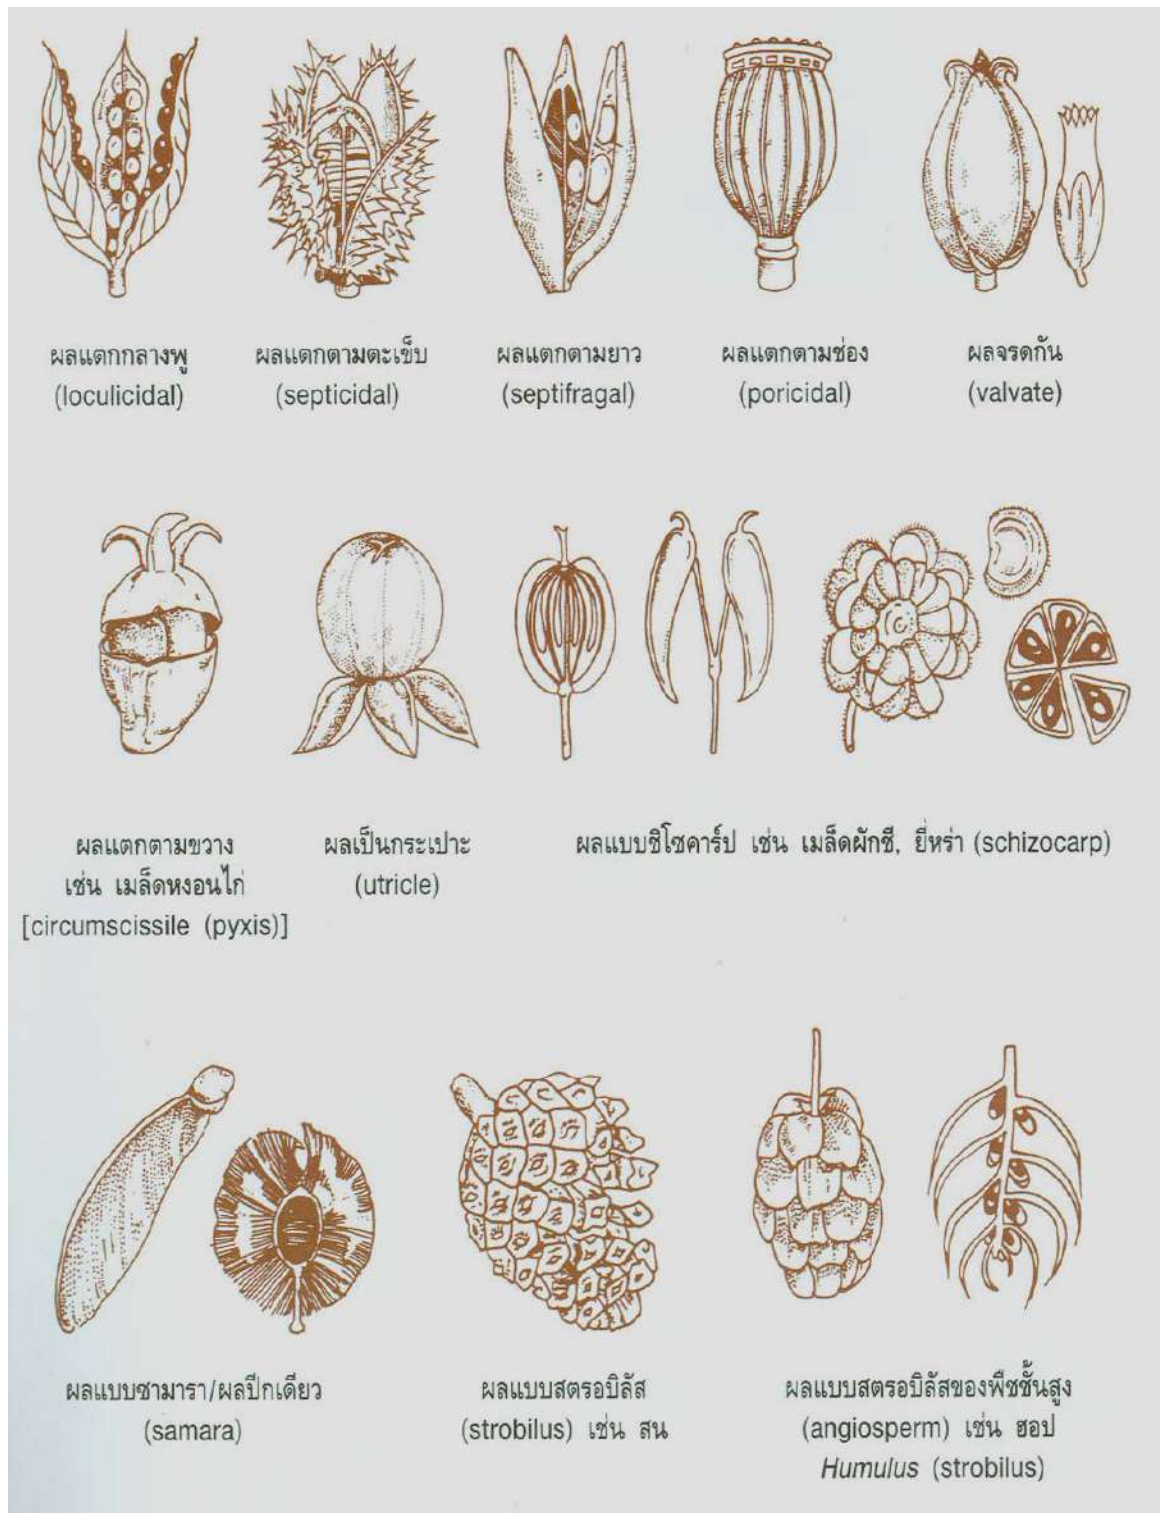 ผลแตกกลางพู
(loculicidal)
ผลแตกตามตะเข็บ
(septicidal)
ผลแตกตามยาว
(septifragal)
ผลแตกตามช่อง
(poricidal)
ผลจรดกัน
(valvate)
ผลแตกตามขวาง
เช่น เมล็ดหงอนไก่
[circumscissile (pyxis)]
ผลเป็นกระเปาะ
(utricle)
ผลแบบชิโซคาร์ป เช่น เมล็ดผักชี, ยี่หร่า (schizocarp)
ผลแบบซามารา/ผลปีกเดียว
(samara)
ผลแบบสตรอบิลัส
(strobilus) เช่น สน
ผลแบบสตรอบิลัสของพืชชั้นสูง
(angiosperm) เช่น ฮอป
Humulus (strobilus)